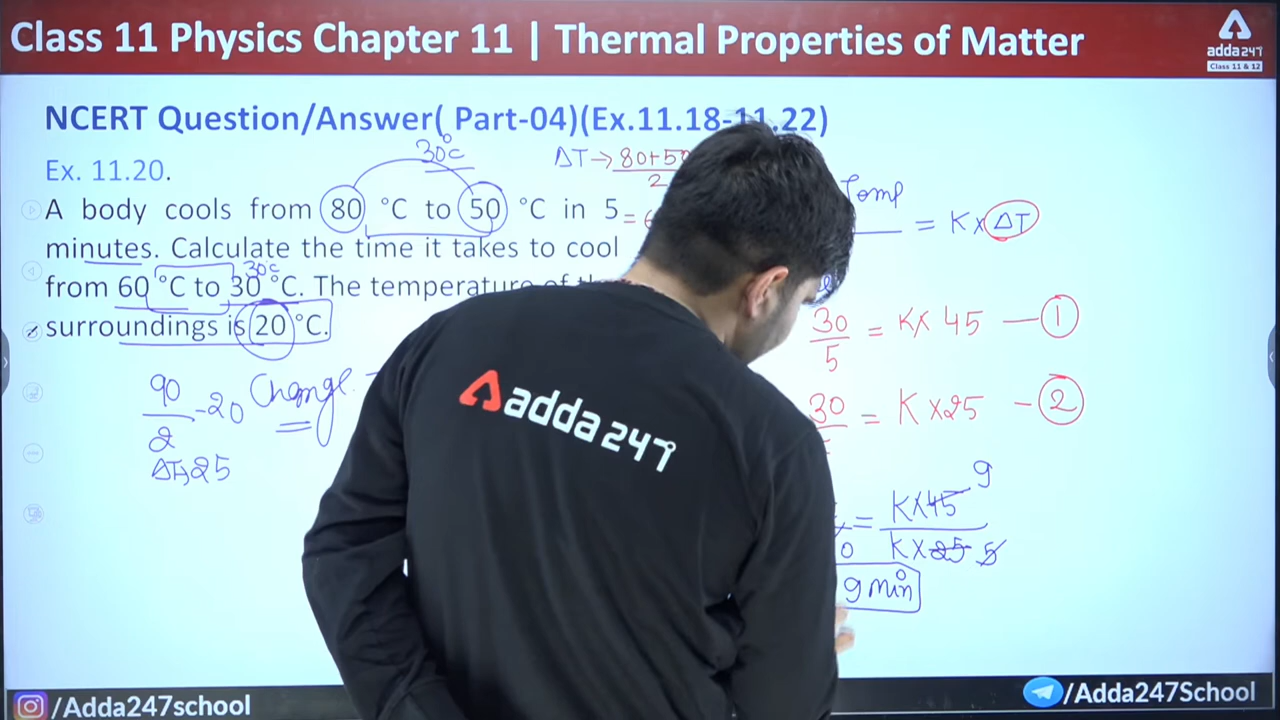 Class 11 Physics Chapter 11 | Thermal Properties of Matter
adda247
Class 11 & 12
NCERT Question/Answer( Part-04)(Ex.11.18-11.22)
Ex. 11.20.
30°C
A body cools from 80 °C to 50 °C in 5
minutes. Calculate the time it takes to cool
30°C
from 60 °C to 30 °C. The temperature of
surroundings is 20 °C.
ΔT → 80+50
2
= K × ΔT
30/5 = K × 45 — 1
30 = K × 25 — 2
90/2 - 20
Change
ΔT = 25
= K×45 9
K×25 5
9 min
adda247
/Adda247school
/Adda247School